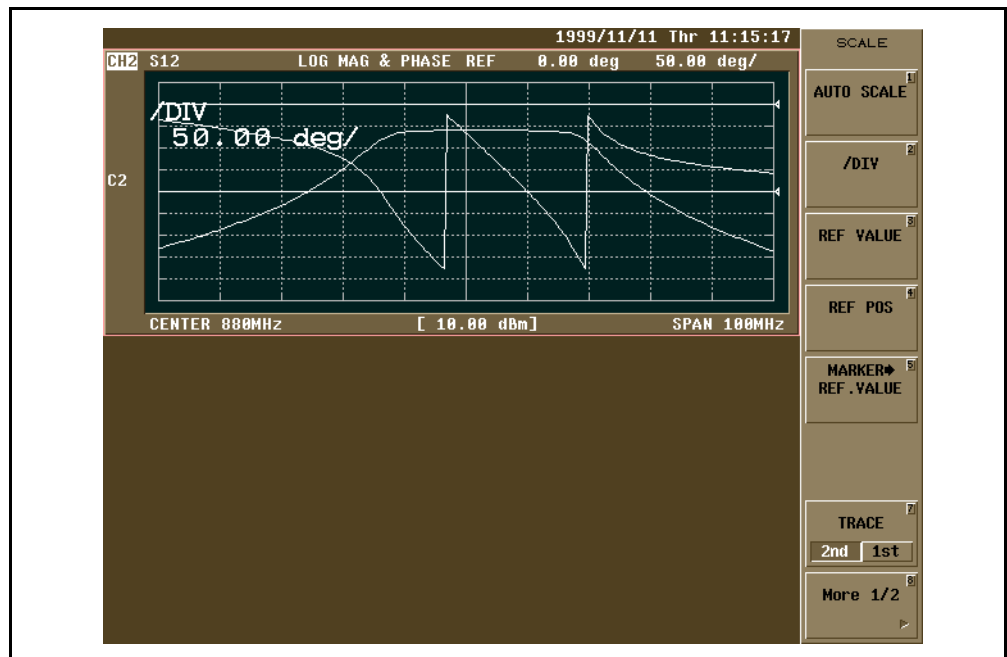 1999/11/11 Thr 11:15:17
CH2 S12 LOG MAG & PHASE REF 0.00 deg 50.00 deg/
/DIV
50.00 deg/
C2
CENTER 880MHz [ 10.00 dBm] SPAN 100MHz
SCALE
1
AUTO SCALE
2
/DIV
3
REF VALUE
4
REF POS
5
MARKER➧
REF.VALUE
7
TRACE
2nd 1st
8
More 1/2